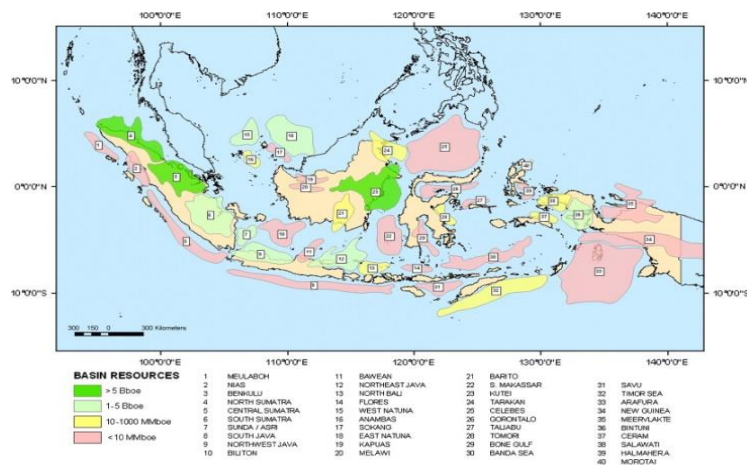 100°0'0"E 110°0'0"E 120°0'0"E 130°0'0"E 140°0'0"E
10°0'0"N 10°0'0"N
0°0'0"N 0°0'0"N
10°0'0"S 10°0'0"S
300 150 0 300 Kilometers
100°0'0"E 110°0'0"E 120°0'0"E 130°0'0"E 140°0'0"E
BASIN RESOURCES
> 5 Bboe
1-5 Bboe
10-1000 MMboe
<10 MMboe
1 MEULABOH
2 NIAS
3 BENKULU
4 NORTH SUMATRA
5 CENTRAL SUMATRA
6 SOUTH SUMATRA
7 SUNDA / ASRI
8 SOUTH JAVA
9 NORTHWEST JAVA
10 BILITON
11 BAWEAN
12 NORTHEAST JAVA
13 NORTH BALI
14 FLORES
15 WEST NATUNA
16 ANAMBAS
17 SOKANG
18 EAST NATUNA
19 KAPUAS
20 MELAWI
21 BARITO
22 S. MAKASSAR
23 KUTEI
24 TARAKAN
25 CELEBES
26 GORONTALO
27 TALIABU
28 TOMORI
29 BONE GULF
30 BANDA SEA
31 SAVU
32 TIMOR SEA
33 ARAFURA
34 NEW GUINEA
35 MEERVLAKTE
36 BINTUNI
37 CERAM
38 SALAWATI
39 HALMAHERA
40 MOROTAI